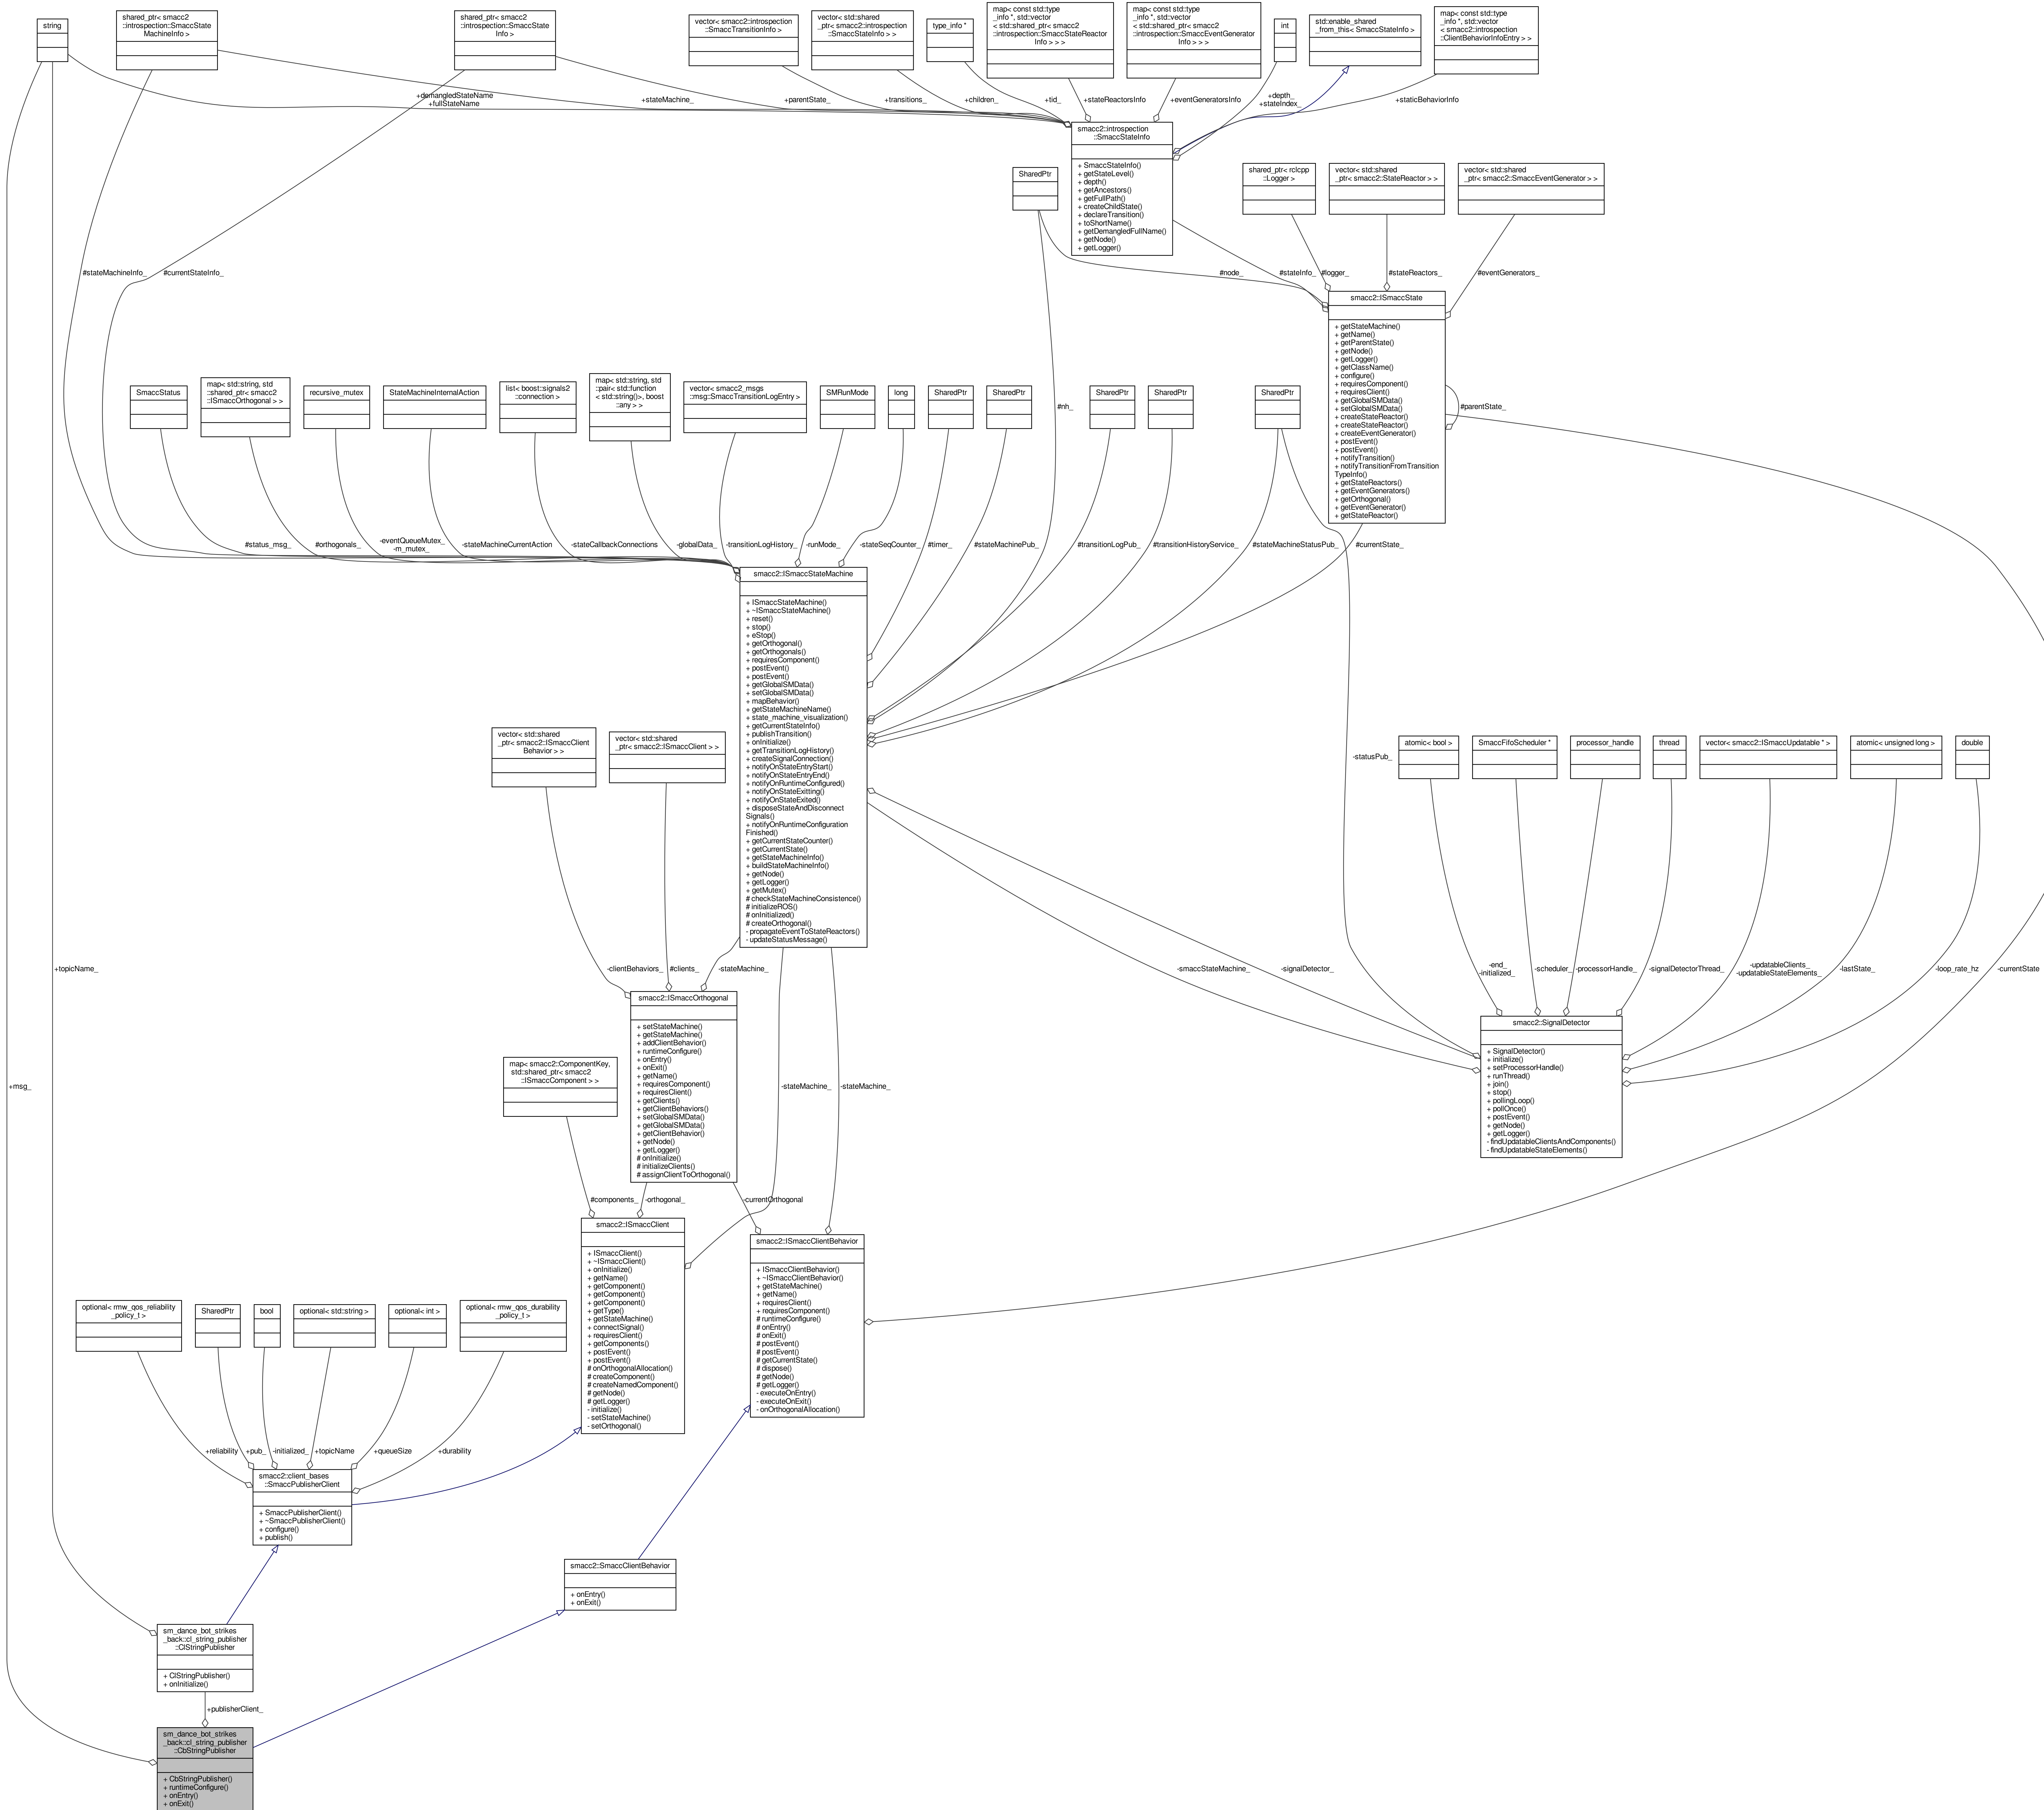 string
shared_ptr< smacc2
::introspection::SmaccState
MachineInfo >
shared_ptr< smacc2
::introspection::SmaccState
Info >
vector< smacc2::introspection
::SmaccTransitionInfo >
vector< std::shared
_ptr< smacc2::introspection
::SmaccStateInfo > >
type_info *
map< const std::type
_info *, std::vector
< std::shared_ptr< smacc2
::introspection::SmaccStateReactor
Info > > >
map< const std::type
_info *, std::vector
< std::shared_ptr< smacc2
::introspection::SmaccEventGenerator
Info > > >
int
std::enable_shared
_from_this< SmaccStateInfo >
map< const std::type
_info *, std::vector
< smacc2::introspection
::ClientBehaviorInfoEntry > >
+demangledStateName
+fullStateName
+stateMachine_
+parentState_
+transitions_
+children_
+tid_
+stateReactorsInfo
+eventGeneratorsInfo
+depth_
+stateIndex_
+staticBehaviorInfo
smacc2::introspection
::SmaccStateInfo
+ SmaccStateInfo()
+ getStateLevel()
+ depth()
+ getAncestors()
+ getFullPath()
+ createChildState()
+ declareTransition()
+ toShortName()
+ getDemangledFullName()
+ getNode()
+ getLogger()
SharedPtr
shared_ptr< rclcpp
::Logger >
vector< std::shared
_ptr< smacc2::StateReactor > >
vector< std::shared
_ptr< smacc2::SmaccEventGenerator > >
#stateMachineInfo_
#currentStateInfo_
#node_
#stateInfo_
#logger_
#stateReactors_
#eventGenerators_
smacc2::ISmaccState
+ getStateMachine()
+ getName()
+ getParentState()
+ getNode()
+ getLogger()
+ getClassName()
+ configure()
+ requiresComponent()
+ requiresClient()
+ getGlobalSMData()
+ setGlobalSMData()
+ createStateReactor()
+ createStateReactor()
+ createEventGenerator()
+ postEvent()
+ postEvent()
+ notifyTransition()
+ notifyTransitionFromTransition
TypeInfo()
+ getStateReactors()
+ getEventGenerators()
+ getOrthogonal()
+ getEventGenerator()
+ getStateReactor()
#parentState_
SmaccStatus
map< std::string, std
::shared_ptr< smacc2
::ISmaccOrthogonal > >
recursive_mutex
StateMachineInternalAction
list< boost::signals2
::connection >
map< std::string, std
::pair< std::function
< std::string()>, boost
::any > >
vector< smacc2_msgs
::msg::SmaccTransitionLogEntry >
SMRunMode
long
SharedPtr
SharedPtr
#nh_
SharedPtr
SharedPtr
SharedPtr
#status_msg_
#orthogonals_
-eventQueueMutex_
-m_mutex_
-stateMachineCurrentAction
-stateCallbackConnections
-globalData_
-transitionLogHistory_
-runMode_
-stateSeqCounter_
#timer_
#stateMachinePub_
#transitionLogPub_
#transitionHistoryService_
#stateMachineStatusPub_
#currentState_
smacc2::ISmaccStateMachine
+ ISmaccStateMachine()
+ ~ISmaccStateMachine()
+ reset()
+ stop()
+ eStop()
+ getOrthogonal()
+ getOrthogonals()
+ requiresComponent()
+ postEvent()
+ postEvent()
+ getGlobalSMData()
+ setGlobalSMData()
+ mapBehavior()
+ getStateMachineName()
+ state_machine_visualization()
+ getCurrentStateInfo()
+ publishTransition()
+ onInitialize()
+ getTransitionLogHistory()
+ createSignalConnection()
+ notifyOnStateEntryStart()
+ notifyOnStateEntryEnd()
+ notifyOnRuntimeConfigured()
+ notifyOnStateExitting()
+ notifyOnStateExited()
+ disposeStateAndDisconnect
Signals()
+ notifyOnRuntimeConfiguration
Finished()
+ getCurrentStateCounter()
+ getCurrentState()
+ getStateMachineInfo()
+ buildStateMachineInfo()
+ getNode()
+ getLogger()
+ getMutex()
# checkStateMachineConsistence()
# initializeROS()
# onInitialized()
# createOrthogonal()
- propagateEventToStateReactors()
- updateStatusMessage()
vector< std::shared
_ptr< smacc2::ISmaccClient
Behavior > >
vector< std::shared
_ptr< smacc2::ISmaccClient > >
-statusPub_
atomic< bool >
SmaccFifoScheduler *
processor_handle
thread
vector< smacc2::ISmaccUpdatable * >
atomic< unsigned long >
double
+topicName_
-clientBehaviors_
#clients_
-stateMachine_
-smaccStateMachine_
-signalDetector_
-end_
-initialized_
-scheduler_
-processorHandle_
-signalDetectorThread_
-updatableClients_
-updatableStateElements_
-lastState_
-loop_rate_hz
-currentState
smacc2::ISmaccOrthogonal
+ setStateMachine()
+ getStateMachine()
+ addClientBehavior()
+ runtimeConfigure()
+ onEntry()
+ onExit()
+ getName()
+ requiresComponent()
+ requiresClient()
+ getClients()
+ getClientBehaviors()
+ setGlobalSMData()
+ getGlobalSMData()
+ getClientBehavior()
+ getNode()
+ getLogger()
# onInitialize()
# initializeClients()
# assignClientToOrthogonal()
smacc2::SignalDetector
+ SignalDetector()
+ initialize()
+ setProcessorHandle()
+ runThread()
+ join()
+ stop()
+ pollingLoop()
+ pollOnce()
+ postEvent()
+ getNode()
+ getLogger()
- findUpdatableClientsAndComponents()
- findUpdatableStateElements()
map< smacc2::ComponentKey,
std::shared_ptr< smacc2
::ISmaccComponent > >
+msg_
-stateMachine_
-stateMachine_
#components_
-orthogonal_
-currentOrthogonal
smacc2::ISmaccClient
+ ISmaccClient()
+ ~ISmaccClient()
+ onInitialize()
+ getName()
+ getComponent()
+ getComponent()
+ getComponent()
+ getType()
+ getStateMachine()
+ connectSignal()
+ requiresClient()
+ getComponents()
+ postEvent()
+ postEvent()
# onOrthogonalAllocation()
# createComponent()
# createNamedComponent()
# getNode()
# getLogger()
- initialize()
- setStateMachine()
- setOrthogonal()
smacc2::ISmaccClientBehavior
+ ISmaccClientBehavior()
+ ~ISmaccClientBehavior()
+ getStateMachine()
+ getName()
+ requiresClient()
+ requiresComponent()
# runtimeConfigure()
# onEntry()
# onExit()
# postEvent()
# postEvent()
# getCurrentState()
# dispose()
# getNode()
# getLogger()
- executeOnEntry()
- executeOnExit()
- onOrthogonalAllocation()
optional< rmw_qos_reliability
_policy_t >
SharedPtr
bool
optional< std::string >
optional< int >
optional< rmw_qos_durability
_policy_t >
+reliability
+pub_
-initialized_
+topicName
+queueSize
+durability
smacc2::client_bases
::SmaccPublisherClient
+ SmaccPublisherClient()
+ ~SmaccPublisherClient()
+ configure()
+ publish()
smacc2::SmaccClientBehavior
+ onEntry()
+ onExit()
sm_dance_bot_strikes
_back::cl_string_publisher
::ClStringPublisher
+ ClStringPublisher()
+ onInitialize()
+publisherClient_
sm_dance_bot_strikes
_back::cl_string_publisher
::CbStringPublisher
+ CbStringPublisher()
+ runtimeConfigure()
+ onEntry()
+ onExit()